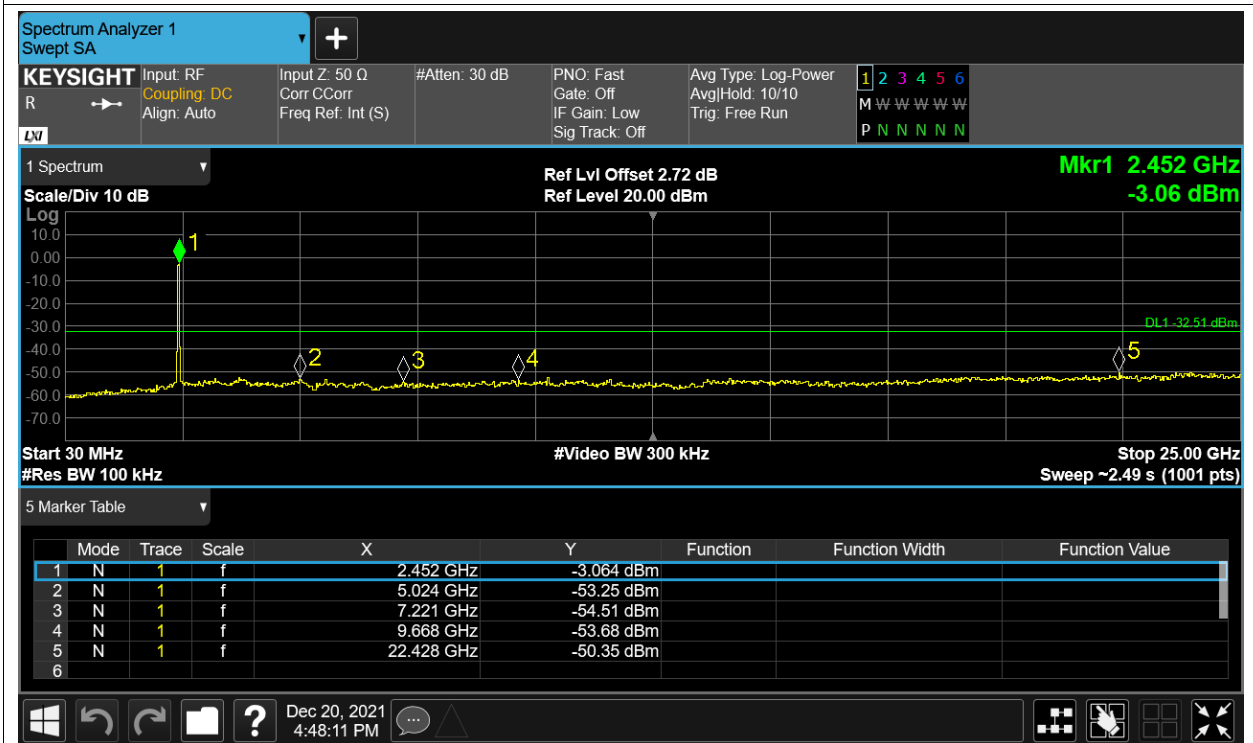 Spectrum Analyzer 1
Swept SA
KEYSIGHT
R
LXI
Input: RF
Coupling: DC
Align: Auto
Input Z: 50 Ω
Corr CCorr
Freq Ref: Int (S)
#Atten: 30 dB
PNO: Fast
Gate: Off
IF Gain: Low
Sig Track: Off
Avg Type: Log-Power
Avg|Hold: 10/10
Trig: Free Run
1 2 3 4 5 6
M W W W W W
P N N N N N
1 Spectrum
Scale/Div 10 dB
Ref Lvl Offset 2.72 dB
Ref Level 20.00 dBm
Mkr1 2.452 GHz
-3.06 dBm
Log
10.0
0.00
-10.0
-20.0
-30.0
-40.0
-50.0
-60.0
-70.0
1
2
3
4
5
DL1 -32.51 dBm
Start 30 MHz
#Res BW 100 kHz
#Video BW 300 kHz
Stop 25.00 GHz
Sweep ~2.49 s (1001 pts)
5 Marker Table
Mode Trace Scale X Y Function Function Width Function Value
1 N 1 f 2.452 GHz -3.064 dBm
2 N 1 f 5.024 GHz -53.25 dBm
3 N 1 f 7.221 GHz -54.51 dBm
4 N 1 f 9.668 GHz -53.68 dBm
5 N 1 f 22.428 GHz -50.35 dBm
6
?
Dec 20, 2021
4:48:11 PM